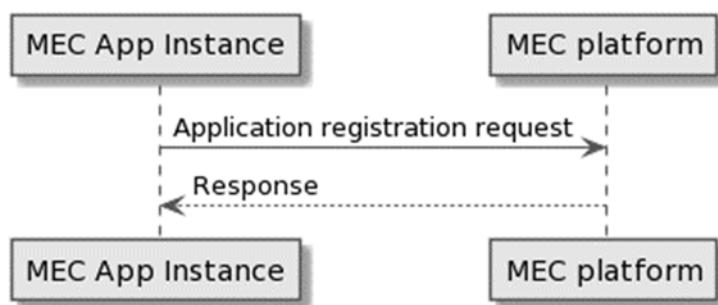 MEC App Instance
MEC platform
Application registration request
Response
MEC App Instance
MEC platform